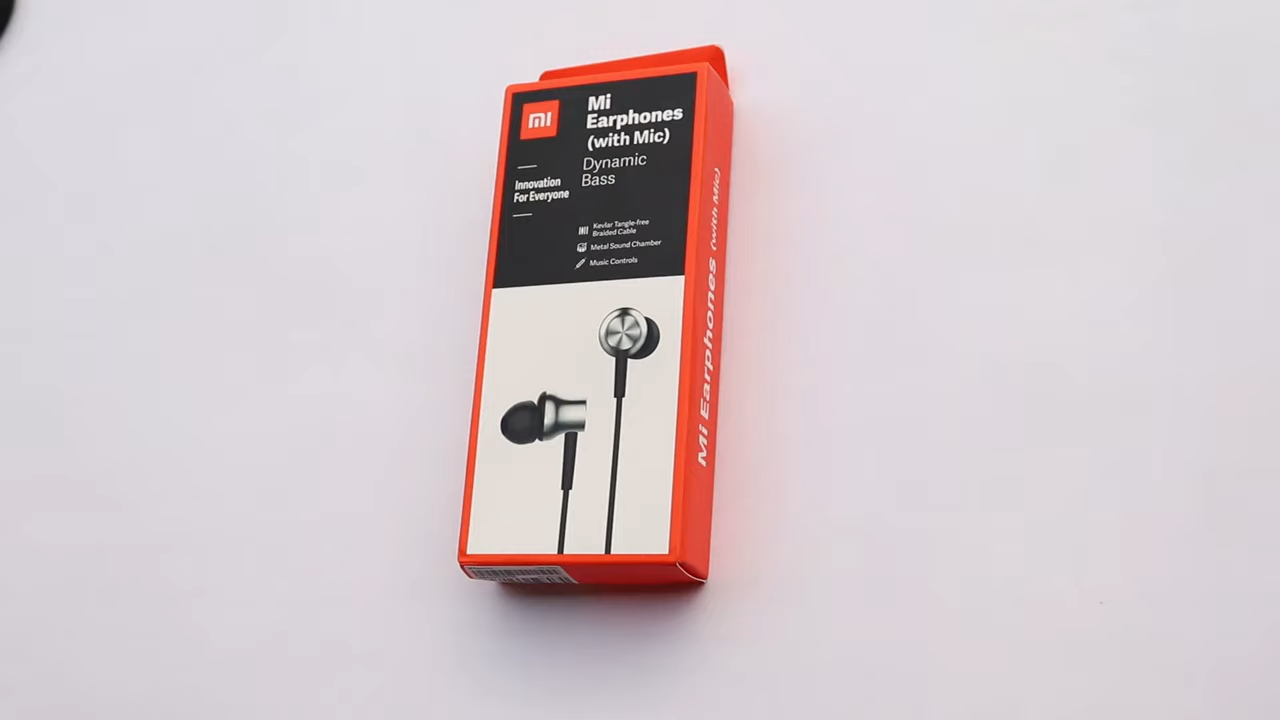 MI
Mi
Earphones
(with Mic)
Dynamic
Bass
Innovation
For Everyone
Kevlar Tangle-free
Braided Cable
Metal Sound Chamber
Music Controls
Mi Earphones (with Mic)